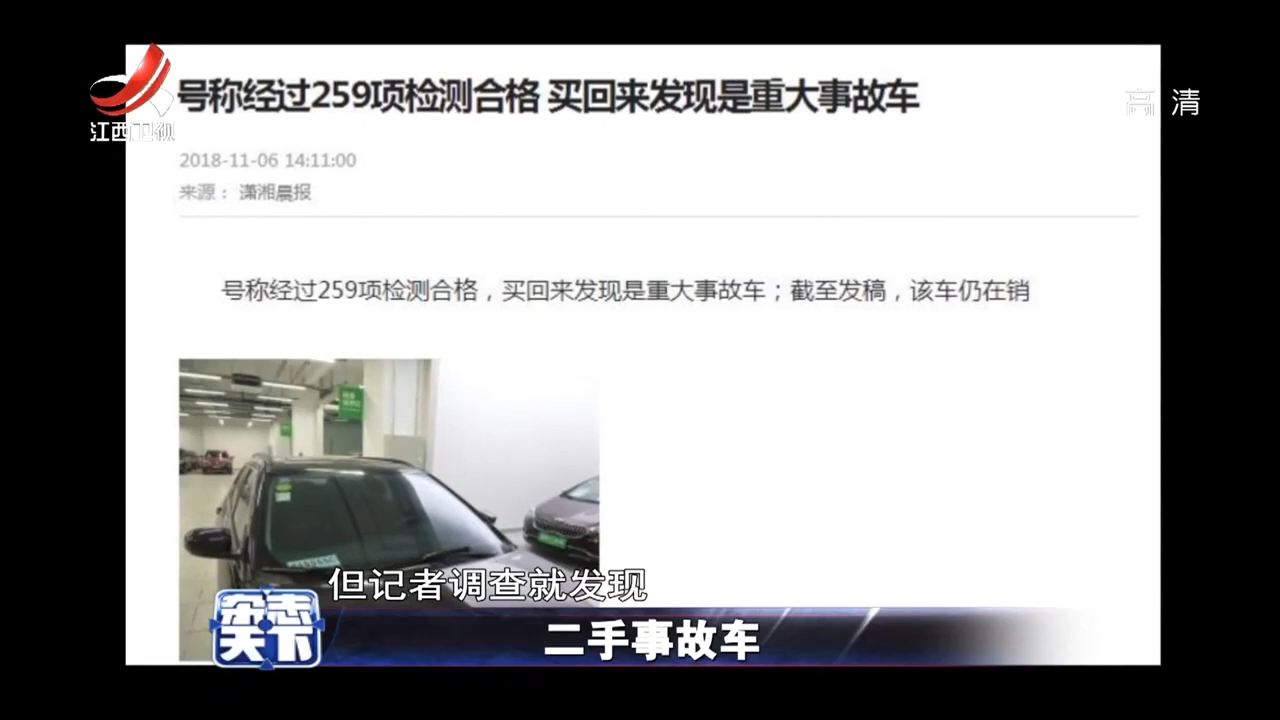 号称经过259项检测合格 买回来发现是重大事故车
江西卫视
高清
2018-11-06 14:11:00
来源： 潇湘晨报
号称经过259项检测合格，买回来发现是重大事故车；截至发稿，该车仍在销
但记者调查就发现
杂志
天下
二手事故车